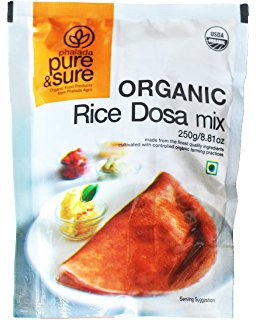 phalada
pure
&sure
Organic Food Products
from Phalada Agro
USDA
ORGANIC
ORGANIC
Rice Dosa mix
250g/8.81oz
made from the finest quality ingredients
cultivated with controlled organic farming practices
Serving Suggestion